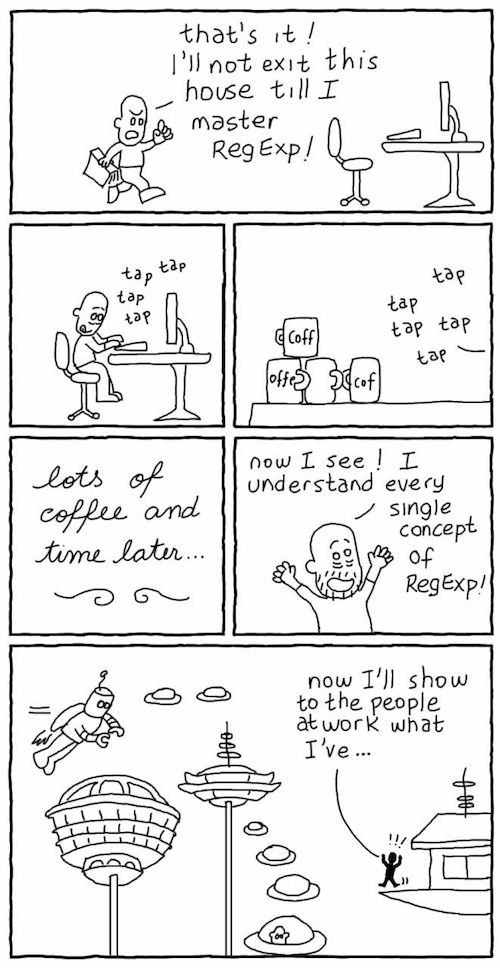 that's it!
I'll not exit this
house till I
master
RegExp!
tap tap
tap
tap
Coff
offe
cof
tap
tap
tap tap
tap
lots of
coffee and
time later...
now I see! I
understand every
single
concept
of
RegExp!
now I'll show
to the people
at work what
I've...
!!!